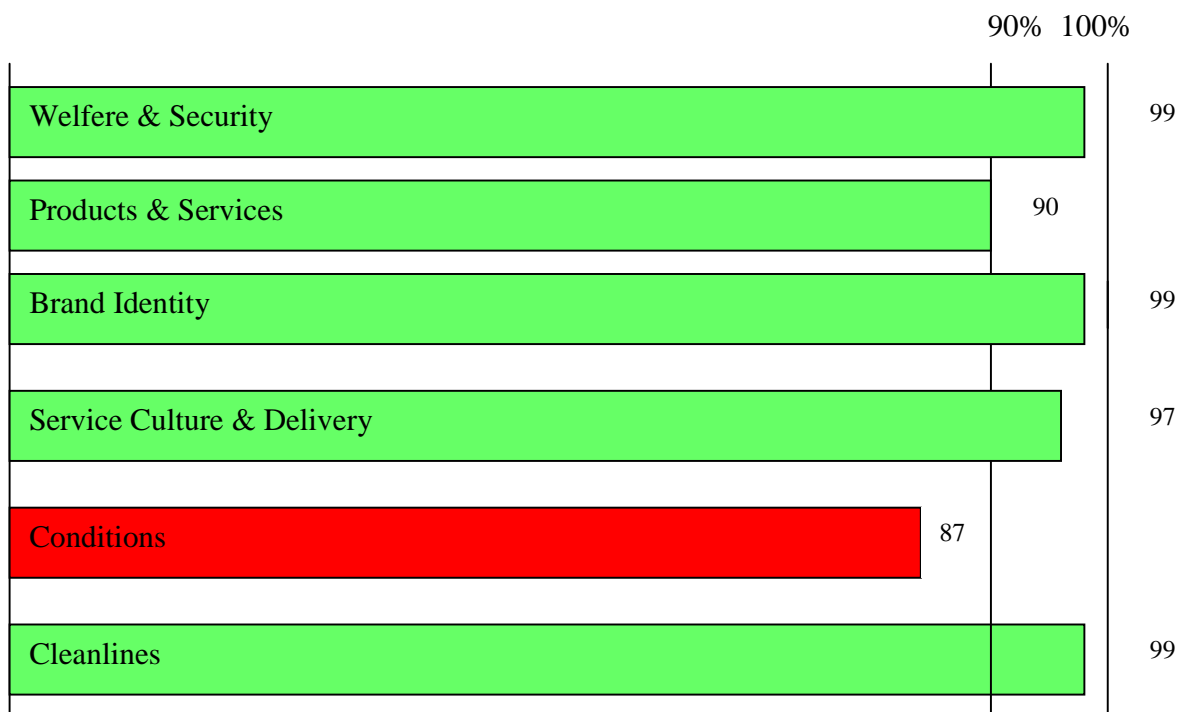 90% 100%
Welfere & Security 99
Products & Services 90
Brand Identity 99
Service Culture & Delivery 97
Conditions 87
Cleanlines 99